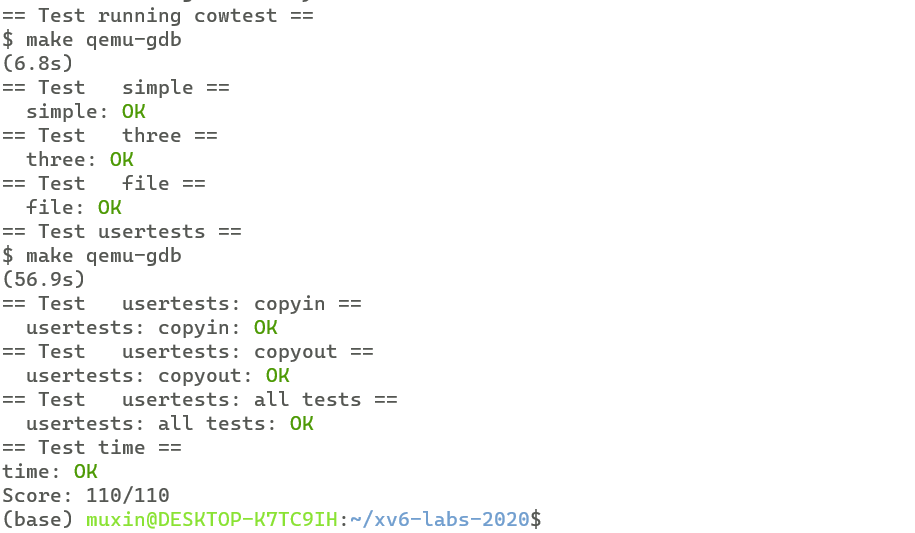 == Test running cowtest ==
$ make qemu-gdb
(6.8s)
== Test   simple ==
  simple: OK
== Test   three ==
  three: OK
== Test   file ==
  file: OK
== Test usertests ==
$ make qemu-gdb
(56.9s)
== Test   usertests: copyin ==
  usertests: copyin: OK
== Test   usertests: copyout ==
  usertests: copyout: OK
== Test   usertests: all tests ==
  usertests: all tests: OK
== Test time ==
time: OK
Score: 110/110
(base) muxin@DESKTOP-K7TC9IH:~/xv6-labs-2020$